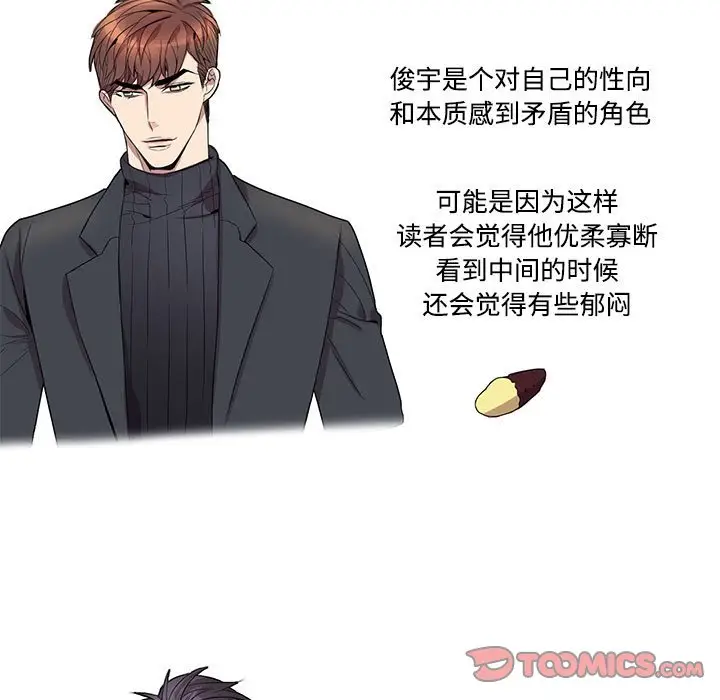 俊宇是个对自己的性向
和本质感到矛盾的角色
可能是因为这样
读者会觉得他优柔寡断
看到中间的时候
还会觉得有些郁闷
TOOMICS.COM